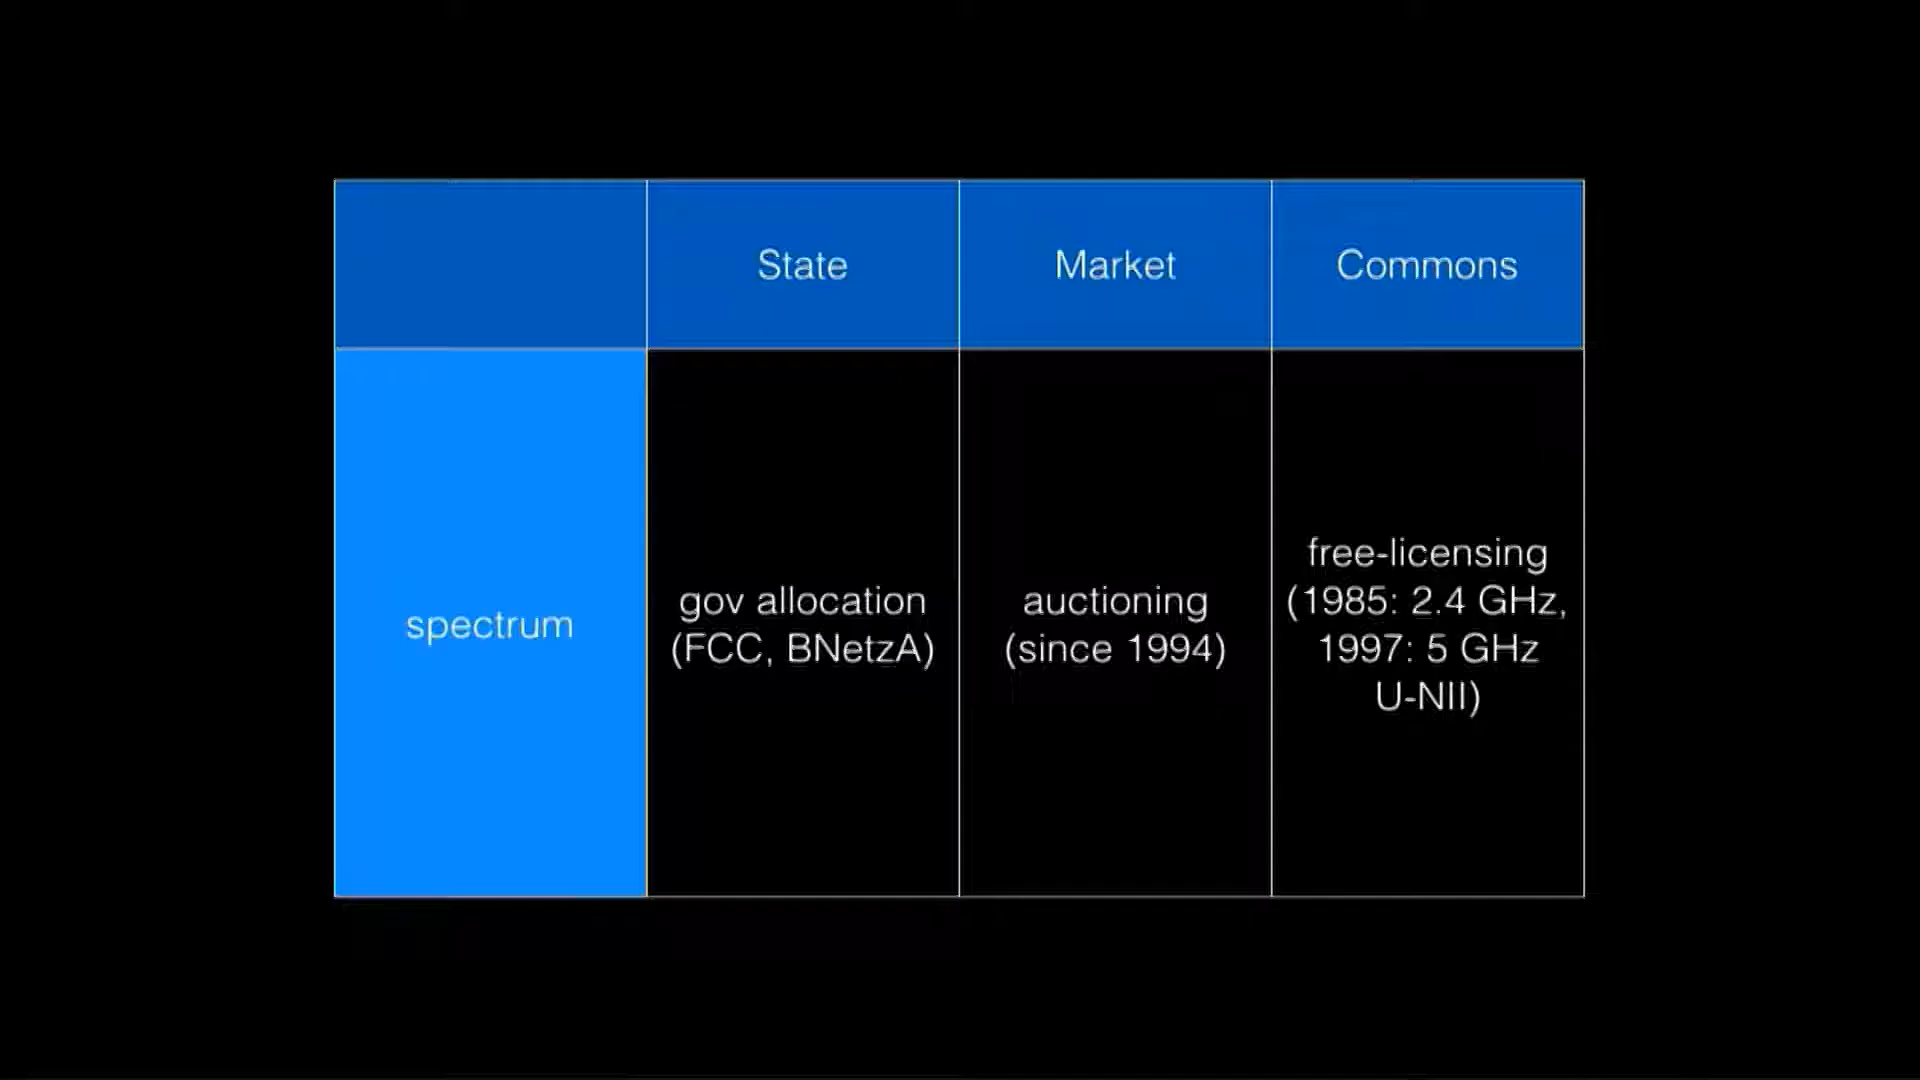 State
Market
Commons
spectrum
gov allocation
(FCC, BNetzA)
auctioning
(since 1994)
free-licensing
(1985: 2.4 GHz,
1997: 5 GHz
U-NII)